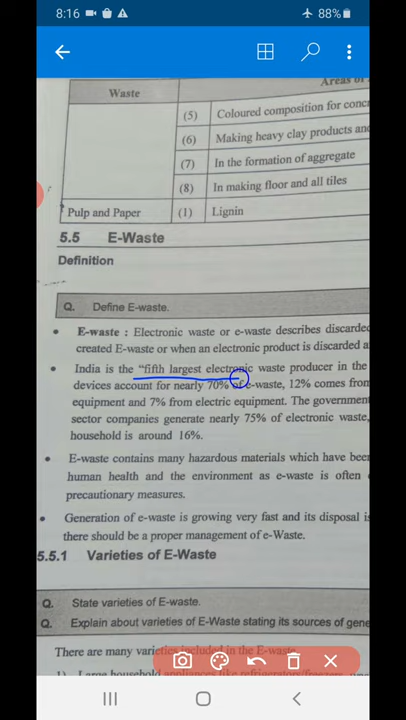 8:16 88%
Areas of
Waste
(5) Coloured composition for conc
(6) Making heavy clay products and
(7) In the formation of aggregate
(8) In making floor and all tiles
Pulp and Paper (1) Lignin
5.5 E-Waste
Definition
Q. Define E-waste.
• E-waste : Electronic waste or e-waste describes discarded
created E-waste or when an electronic product is discarded a
• India is the "fifth largest electronic waste producer in the
devices account for nearly 70% of e-waste, 12% comes from
equipment and 7% from electric equipment. The government
sector companies generate nearly 75% of electronic waste,
household is around 16%.
• E-waste contains many hazardous materials which have been
human health and the environment as e-waste is often
precautionary measures.
• Generation of e-waste is growing very fast and its disposal is
there should be a proper management of e-Waste.
5.5.1 Varieties of E-Waste
Q. State varieties of E-waste.
Q. Explain about varieties of E-Waste stating its sources of gene
There are many varieties included in the E-waste
1) Large household appliances like refrigerators/freezers,